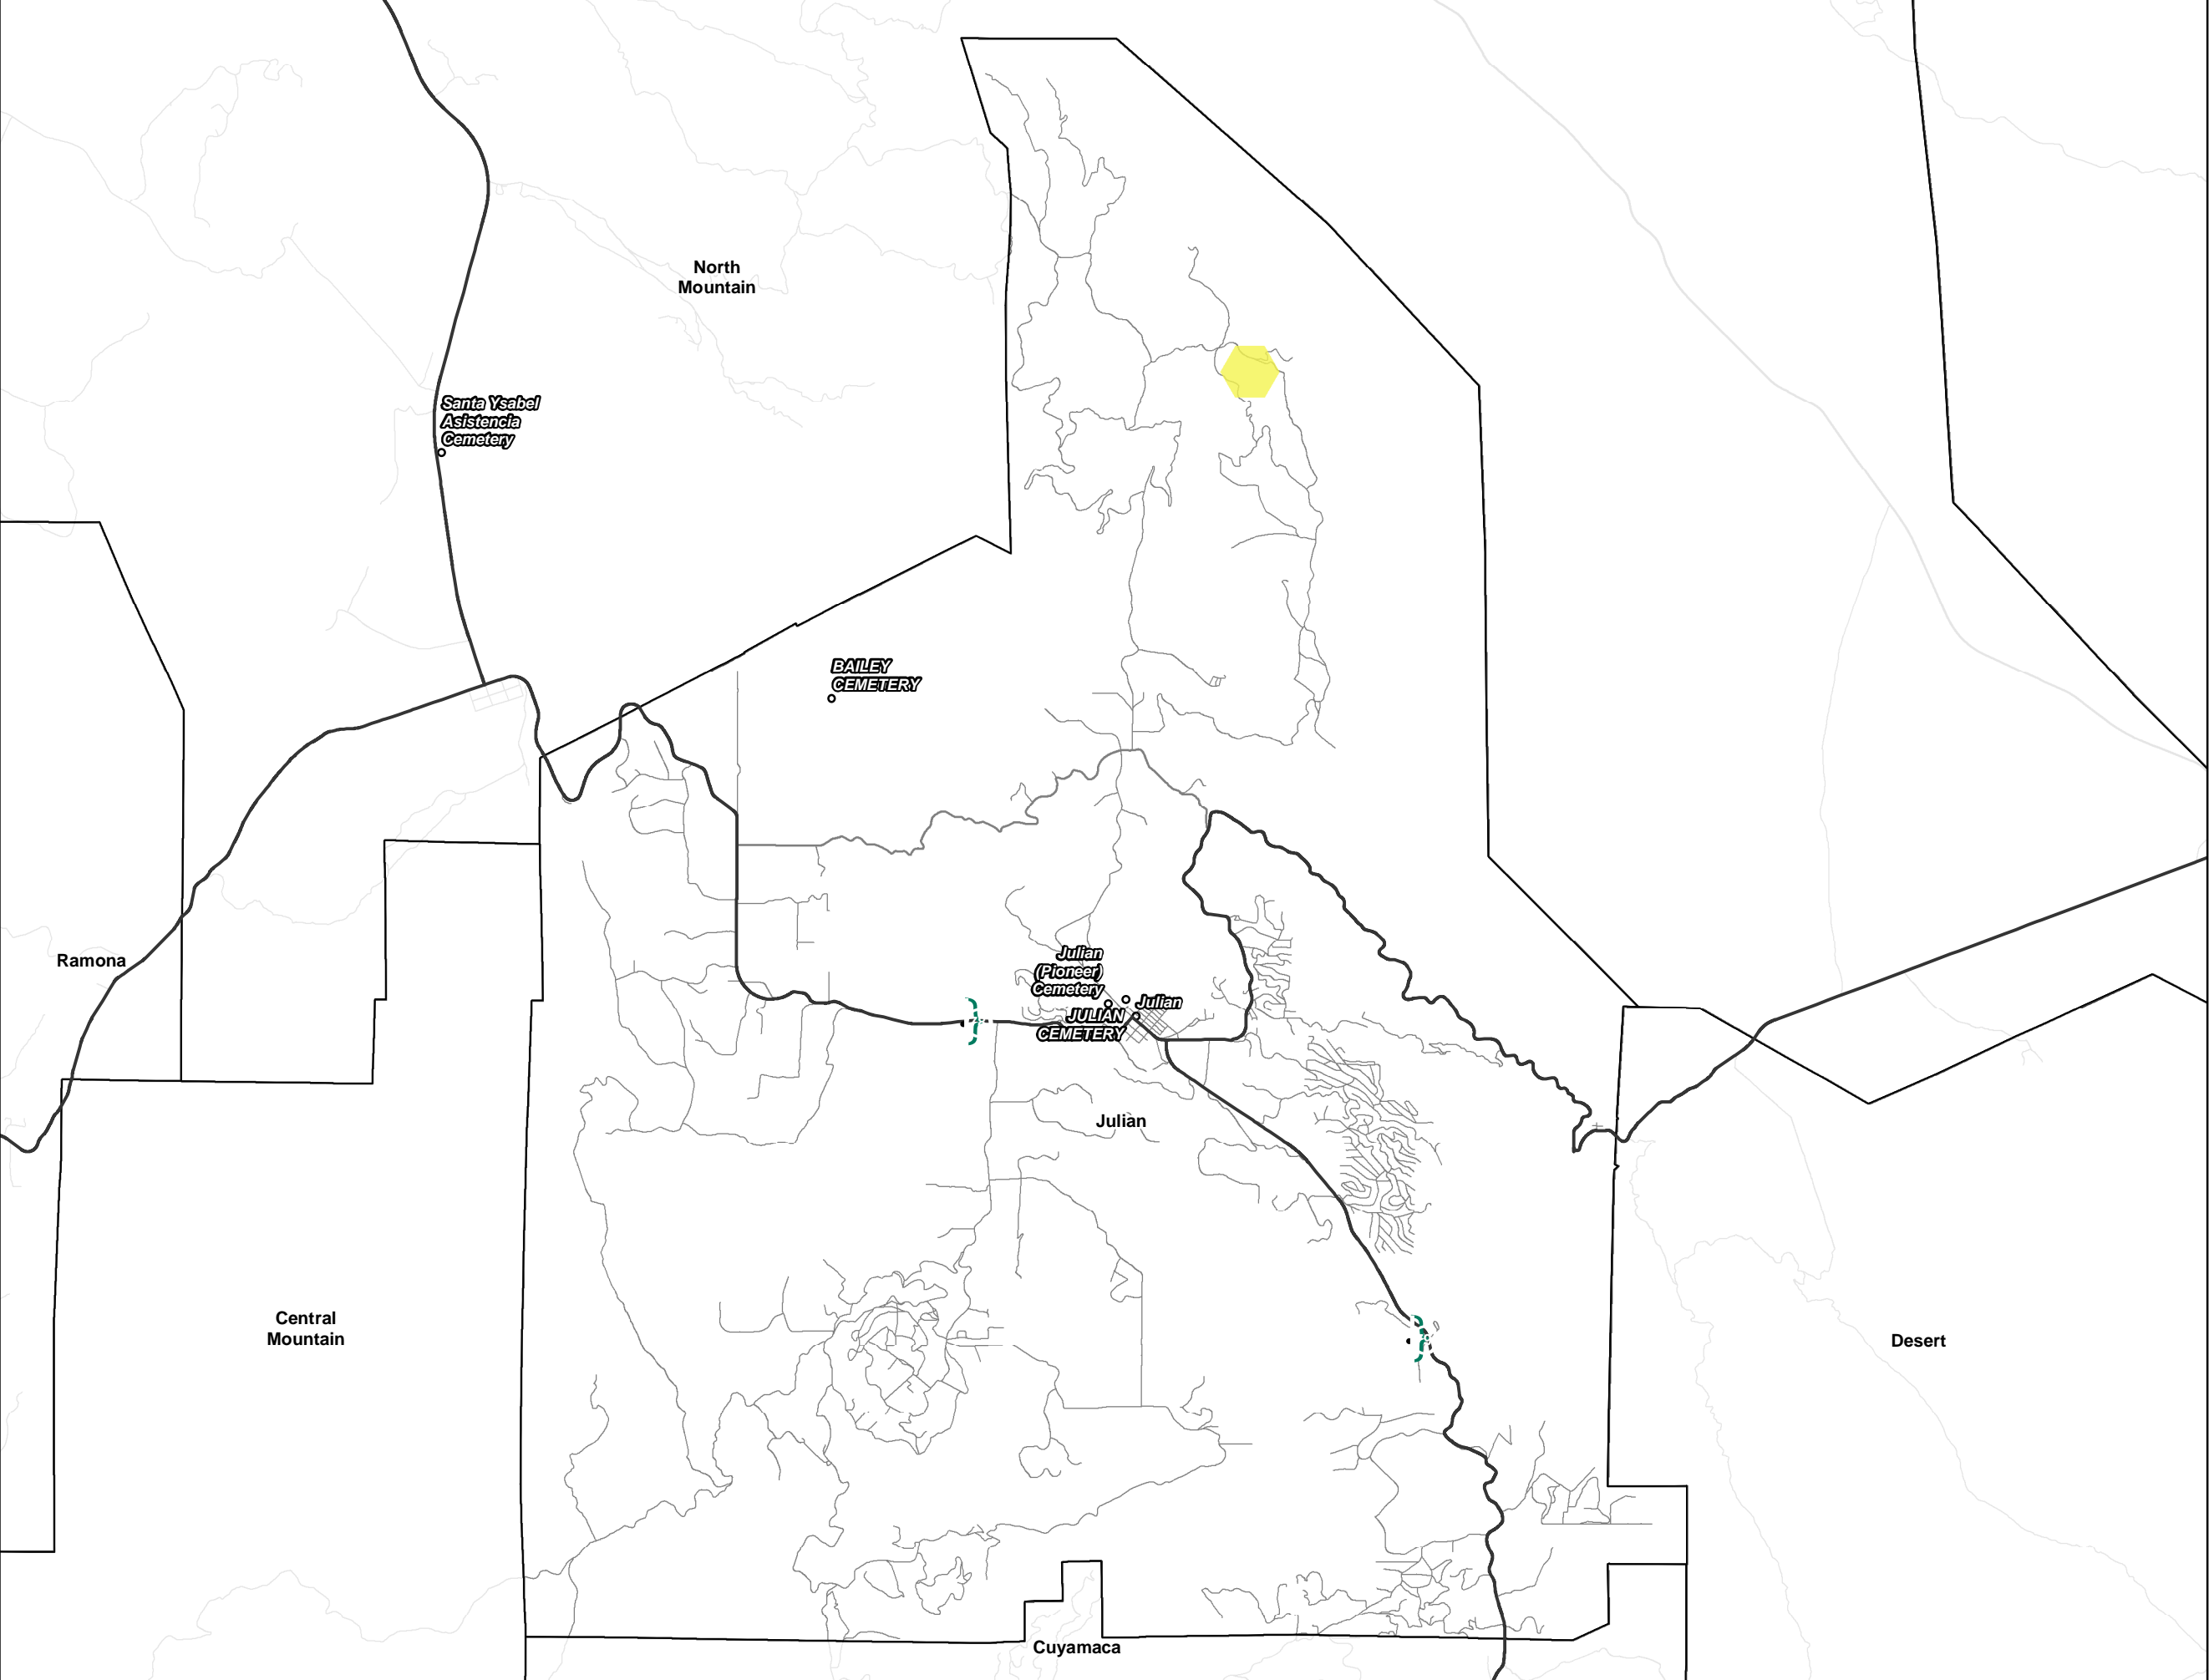 North
Mountain
Santa Ysabel
Asistencia
Cemetery
BAILEY
CEMETERY
Ramona
Julian
(Pioneer)
Cemetery
Julian
JULIAN
CEMETERY
Julian
Central
Mountain
Desert
Cuyamaca